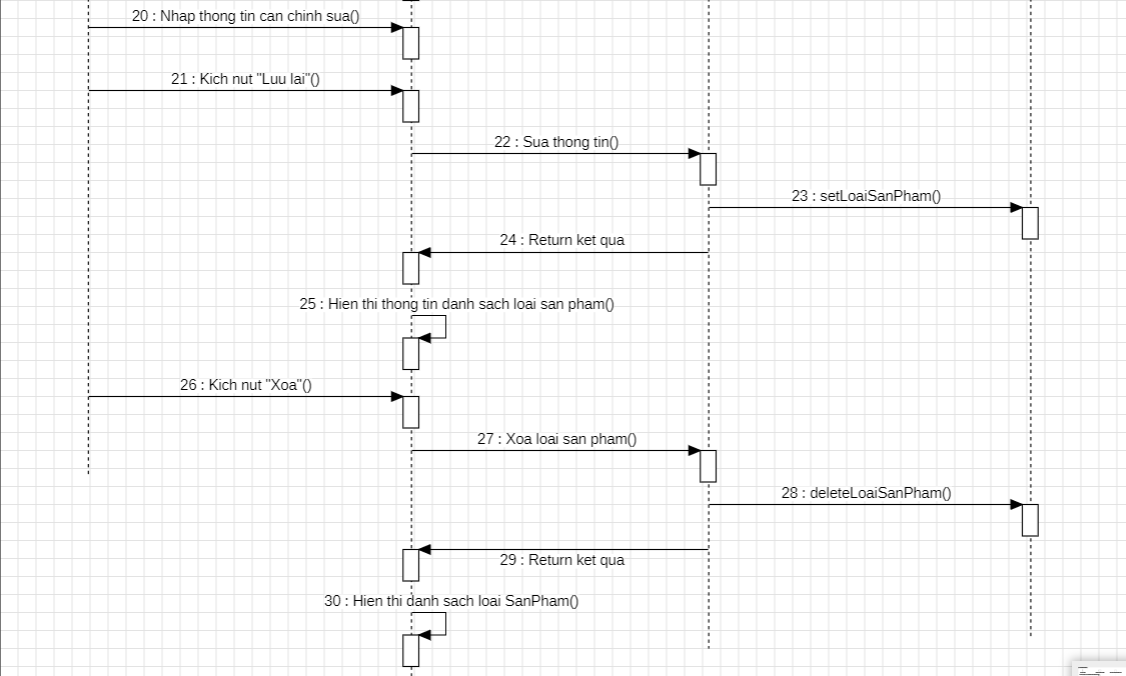 20 : Nhap thong tin can chinh sua()
21 : Kich nut "Luu lai"()
22 : Sua thong tin()
23 : setLoaiSanPham()
24 : Return ket qua
25 : Hien thi thong tin danh sach loai san pham()
26 : Kich nut "Xoa"()
27 : Xoa loai san pham()
28 : deleteLoaiSanPham()
29 : Return ket qua
30 : Hien thi danh sach loai SanPham()